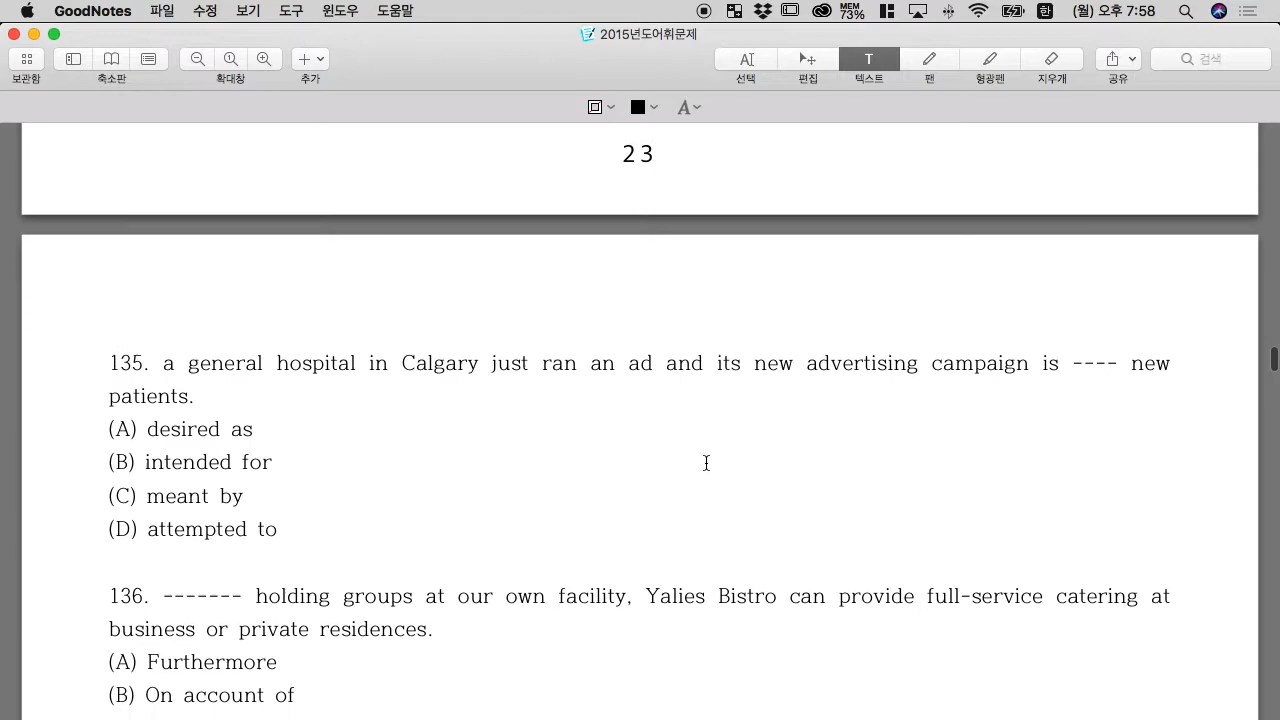 GoodNotes 파일 수정 보기 도구 윈도우 도움말 MEM 73% 한 (월) 오후 7:58
2015년도어휘문제
보관함 축소판 확대창 추가 선택 편집 텍스트 펜 형광펜 지우개 공유 검색
23
135. a general hospital in Calgary just ran an ad and its new advertising campaign is ---- new
patients.
(A) desired as
(B) intended for
(C) meant by
(D) attempted to
136. ------- holding groups at our own facility, Yalies Bistro can provide full-service catering at
business or private residences.
(A) Furthermore
(B) On account of